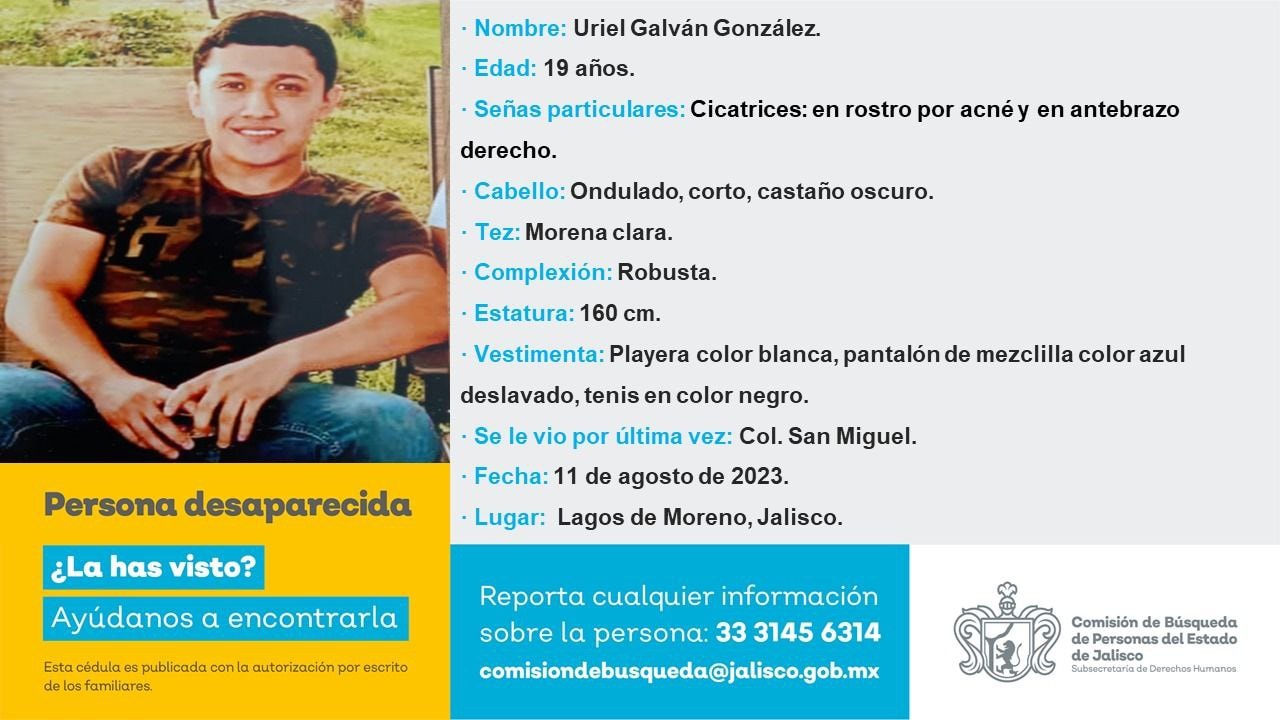 · Nombre: Uriel Galván González.
· Edad: 19 años.
· Señas particulares: Cicatrices: en rostro por acné y en antebrazo
derecho.
· Cabello: Ondulado, corto, castaño oscuro.
· Tez: Morena clara.
· Complexión: Robusta.
· Estatura: 160 cm.
· Vestimenta: Playera color blanca, pantalón de mezclilla color azul
deslavado, tenis en color negro.
· Se le vio por última vez: Col. San Miguel.
· Fecha: 11 de agosto de 2023.
· Lugar: Lagos de Moreno, Jalisco.
Persona desaparecida
¿La has visto?
Ayúdanos a encontrarla
Esta cédula es publicada con la autorización por escrito
de los familiares.
Reporta cualquier información
sobre la persona: 33 3145 6314
comisiondebusqueda@jalisco.gob.mx
Comisión de Búsqueda
de Personas del Estado
de Jalisco
Subsecretaría de Derechos Humanos